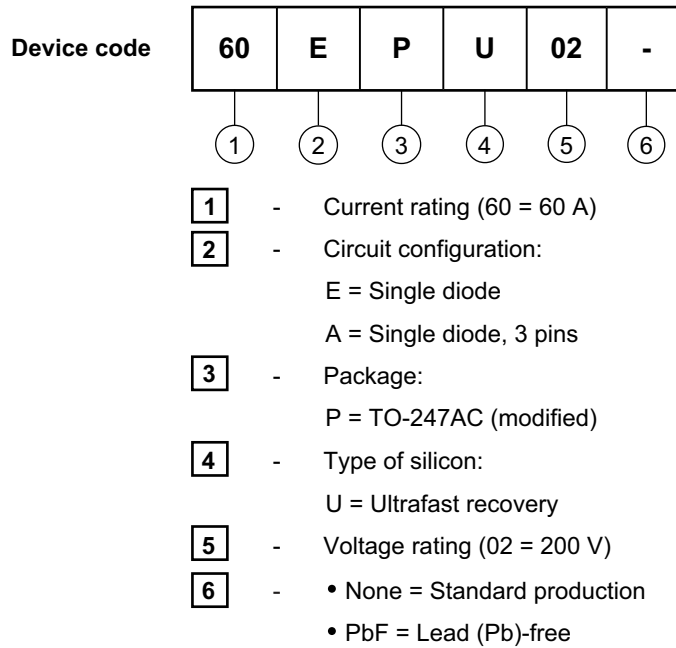 Device code 60 E P U 02 -
1 2 3 4 5 6
1 - Current rating (60 = 60 A)
2 - Circuit configuration:
E = Single diode
A = Single diode, 3 pins
3 - Package:
P = TO-247AC (modified)
4 - Type of silicon:
U = Ultrafast recovery
5 - Voltage rating (02 = 200 V)
6 - • None = Standard production
• PbF = Lead (Pb)-free